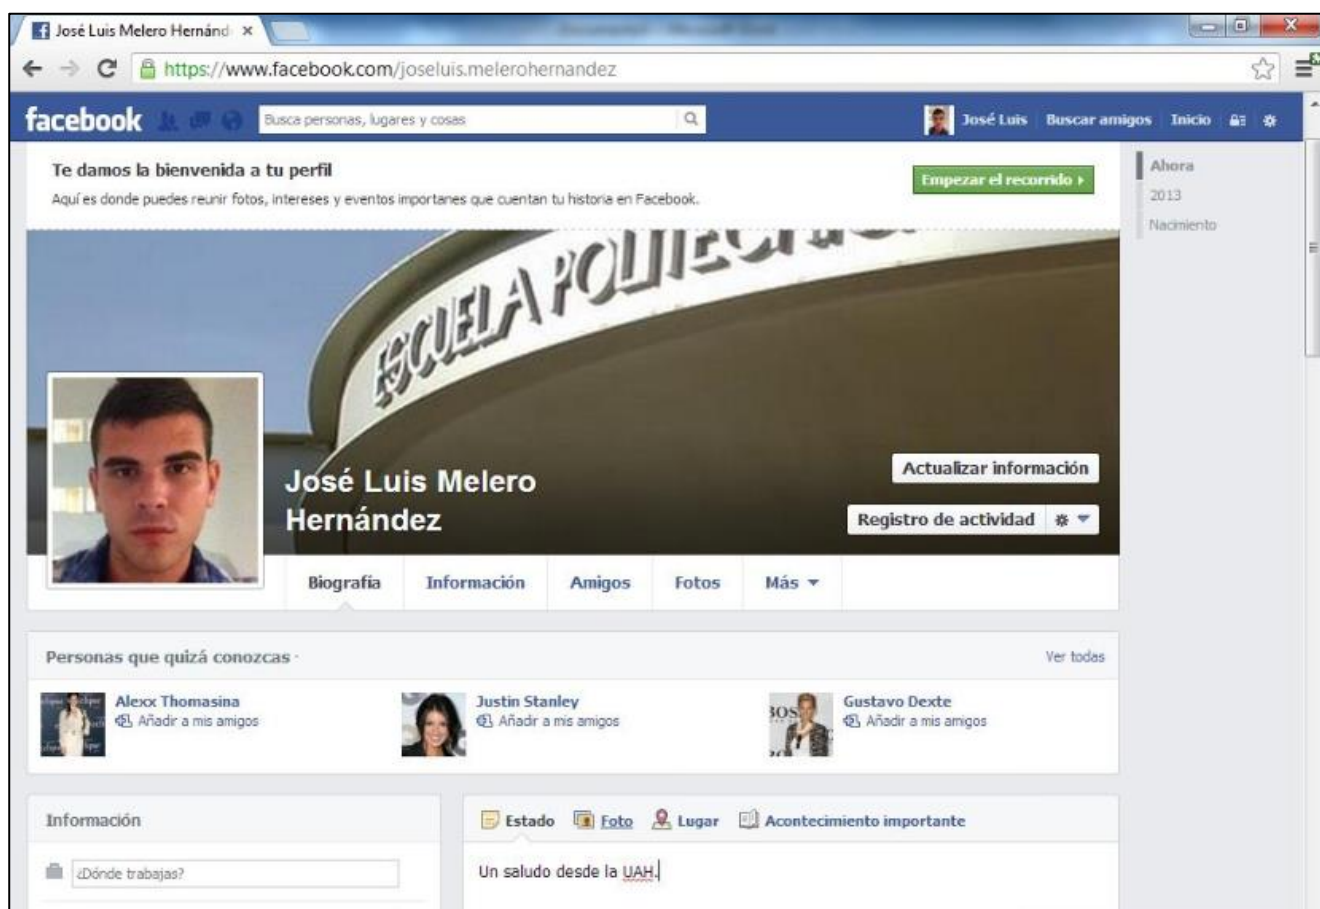 José Luis Melero Hernánd
https://www.facebook.com/joseluis.melerohernandez
facebook
Busca personas, lugares y cosas
José Luis Buscar amigos Inicio
Te damos la bienvenida a tu perfil
Aquí es donde puedes reunir fotos, intereses y eventos importanes que cuentan tu historia en Facebook.
Empezar el recorrido
Ahora
2013
Nacimiento
ESCUELA POLITECNICA
José Luis Melero
Hernández
Actualizar información
Registro de actividad
Biografía Información Amigos Fotos Más
Personas que quizá conozcas ·
Ver todas
Alexx Thomasina
Añadir a mis amigos
Justin Stanley
Añadir a mis amigos
Gustavo Dexte
Añadir a mis amigos
Información
¿Dónde trabajas?
Estado Foto Lugar Acontecimiento importante
Un saludo desde la UAH.